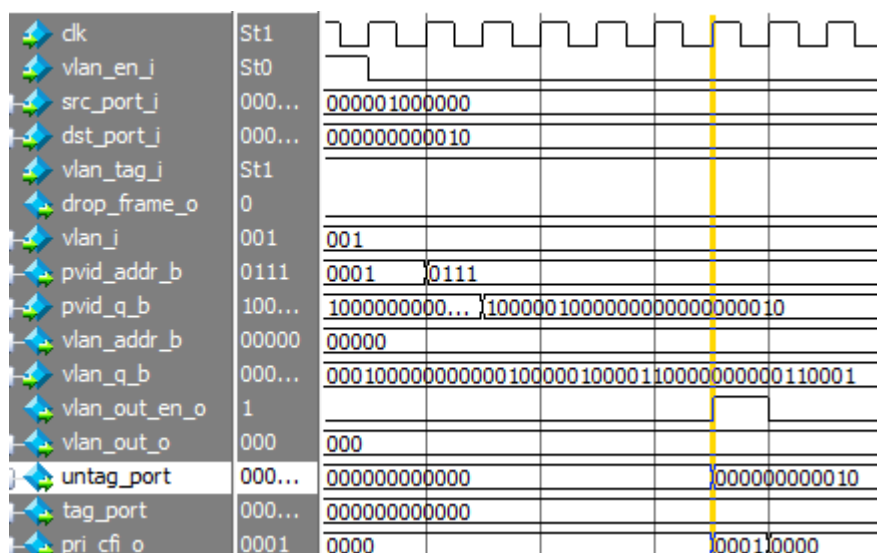 clk St1
vlan_en_i St0
src_port_i 000... 000001000000
dst_port_i 000... 000000000010
vlan_tag_i St1
drop_frame_o 0
vlan_i 001 001
pvid_addr_b 0111 0001 0111
pvid_q_b 100... 1000000000... 1000001000000000000000010
vlan_addr_b 00000 00000
vlan_q_b 000... 00010000000000100000100001100000000000110001
vlan_out_en_o 1
vlan_out_o 000 000
untag_port 000... 000000000000 000000000010
tag_port 000... 000000000000
pri_cfi_o 0001 0000 0001 0000